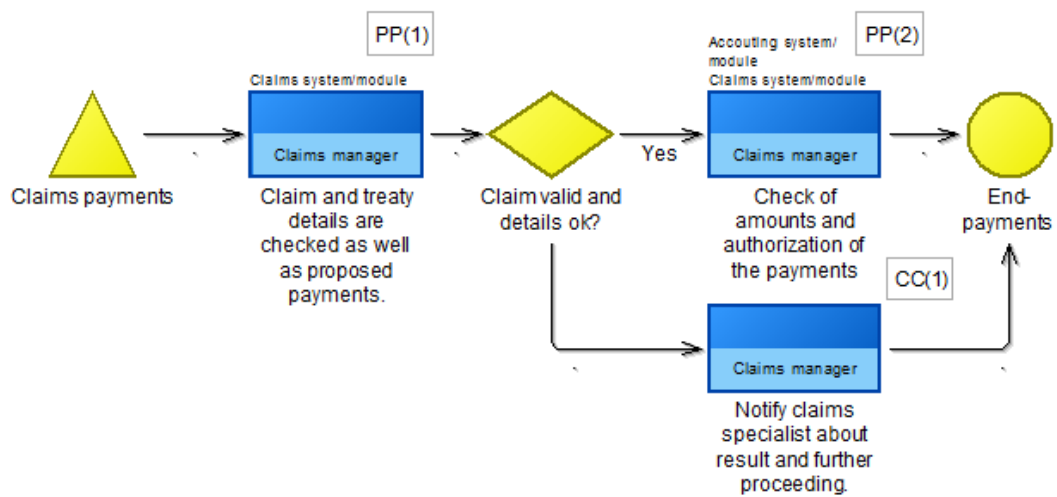 PP(1)
Claims system/module
Claims manager
Claims payments
Claim and treaty
details are
checked as well
as proposed
payments.
Claim valid and
details ok?
Yes
Accouting system/
module
Claims system/module
PP(2)
Claims manager
Check of
amounts and
authorization of
the payments
End-
payments
CC(1)
Claims manager
Notify claims
specialist about
result and further
proceeding.